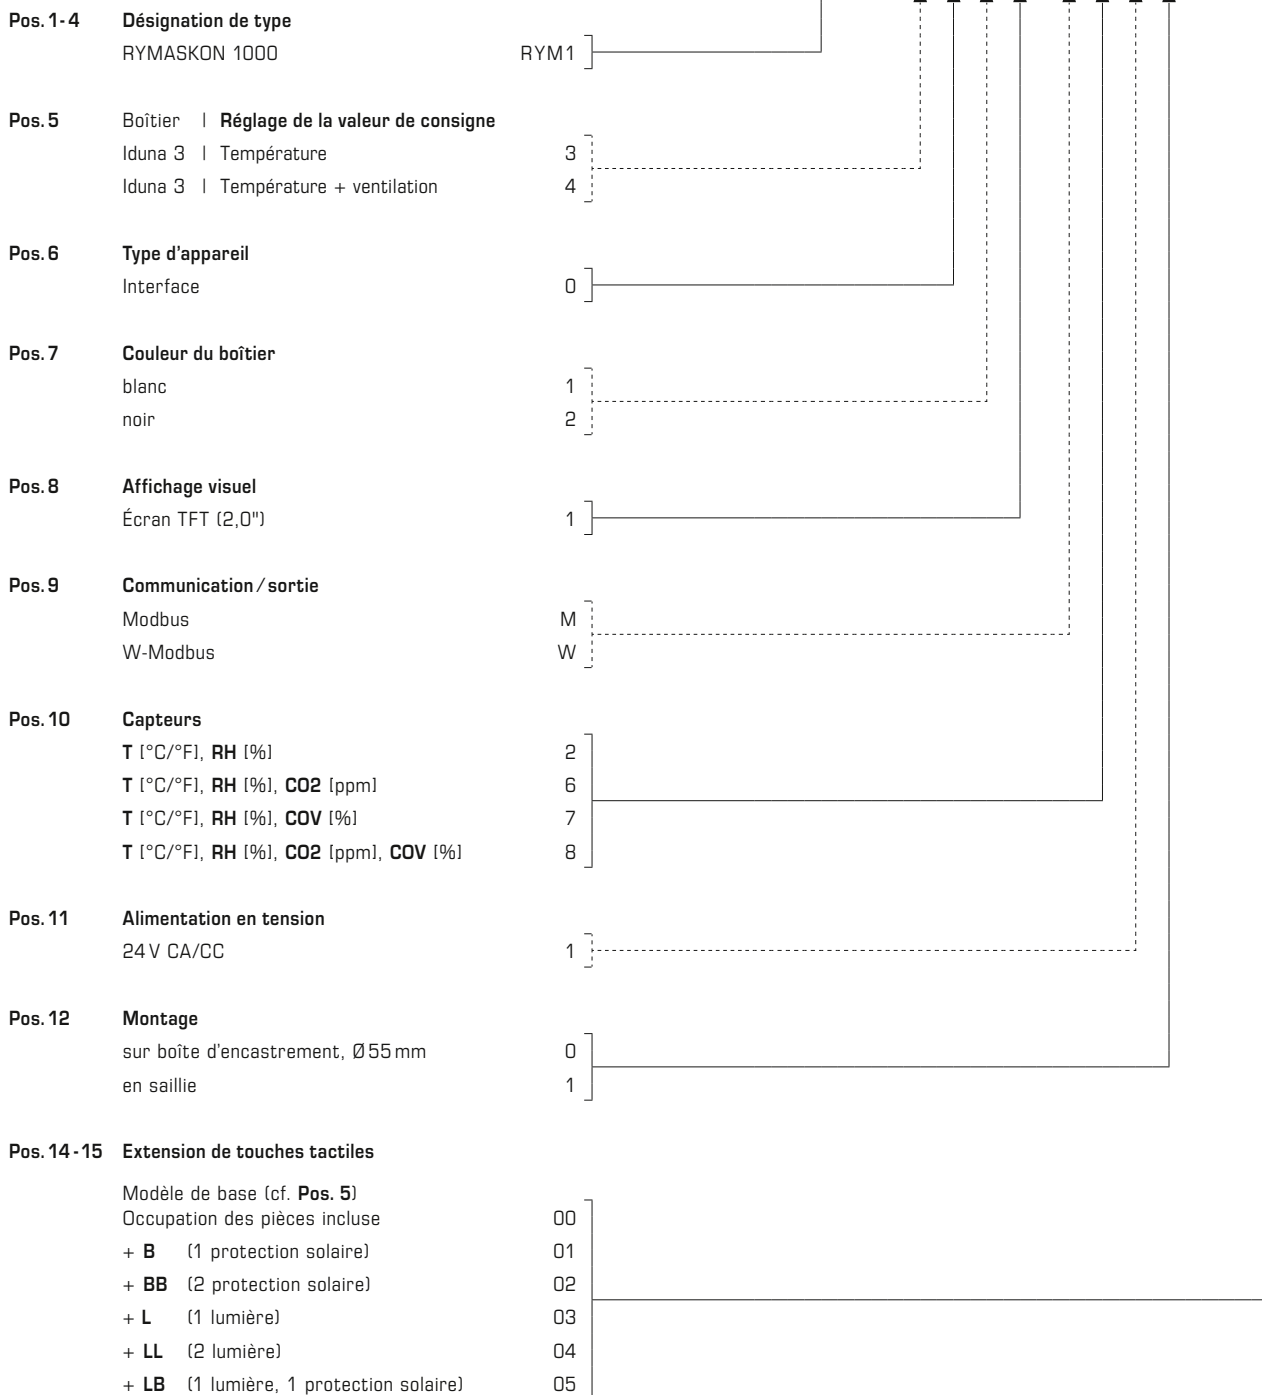 Pos. 1-4 Désignation de type
RYMASKON 1000 RYM1
Pos. 5 Boîtier | Réglage de la valeur de consigne
Iduna 3 | Température 3
Iduna 3 | Température + ventilation 4
Pos. 6 Type d'appareil
Interface 0
Pos. 7 Couleur du boîtier
blanc 1
noir 2
Pos. 8 Affichage visuel
Écran TFT (2,0") 1
Pos. 9 Communication / sortie
Modbus M
W-Modbus W
Pos. 10 Capteurs
T [°C/°F], RH [%] 2
T [°C/°F], RH [%], CO2 [ppm] 6
T [°C/°F], RH [%], COV [%] 7
T [°C/°F], RH [%], CO2 [ppm], COV [%] 8
Pos. 11 Alimentation en tension
24 V CA/CC 1
Pos. 12 Montage
sur boîte d'encastrement, Ø 55 mm 0
en saillie 1
Pos. 14-15 Extension de touches tactiles
Modèle de base (cf. Pos. 5)
Occupation des pièces incluse 00
+ B (1 protection solaire) 01
+ BB (2 protection solaire) 02
+ L (1 lumière) 03
+ LL (2 lumière) 04
+ LB (1 lumière, 1 protection solaire) 05